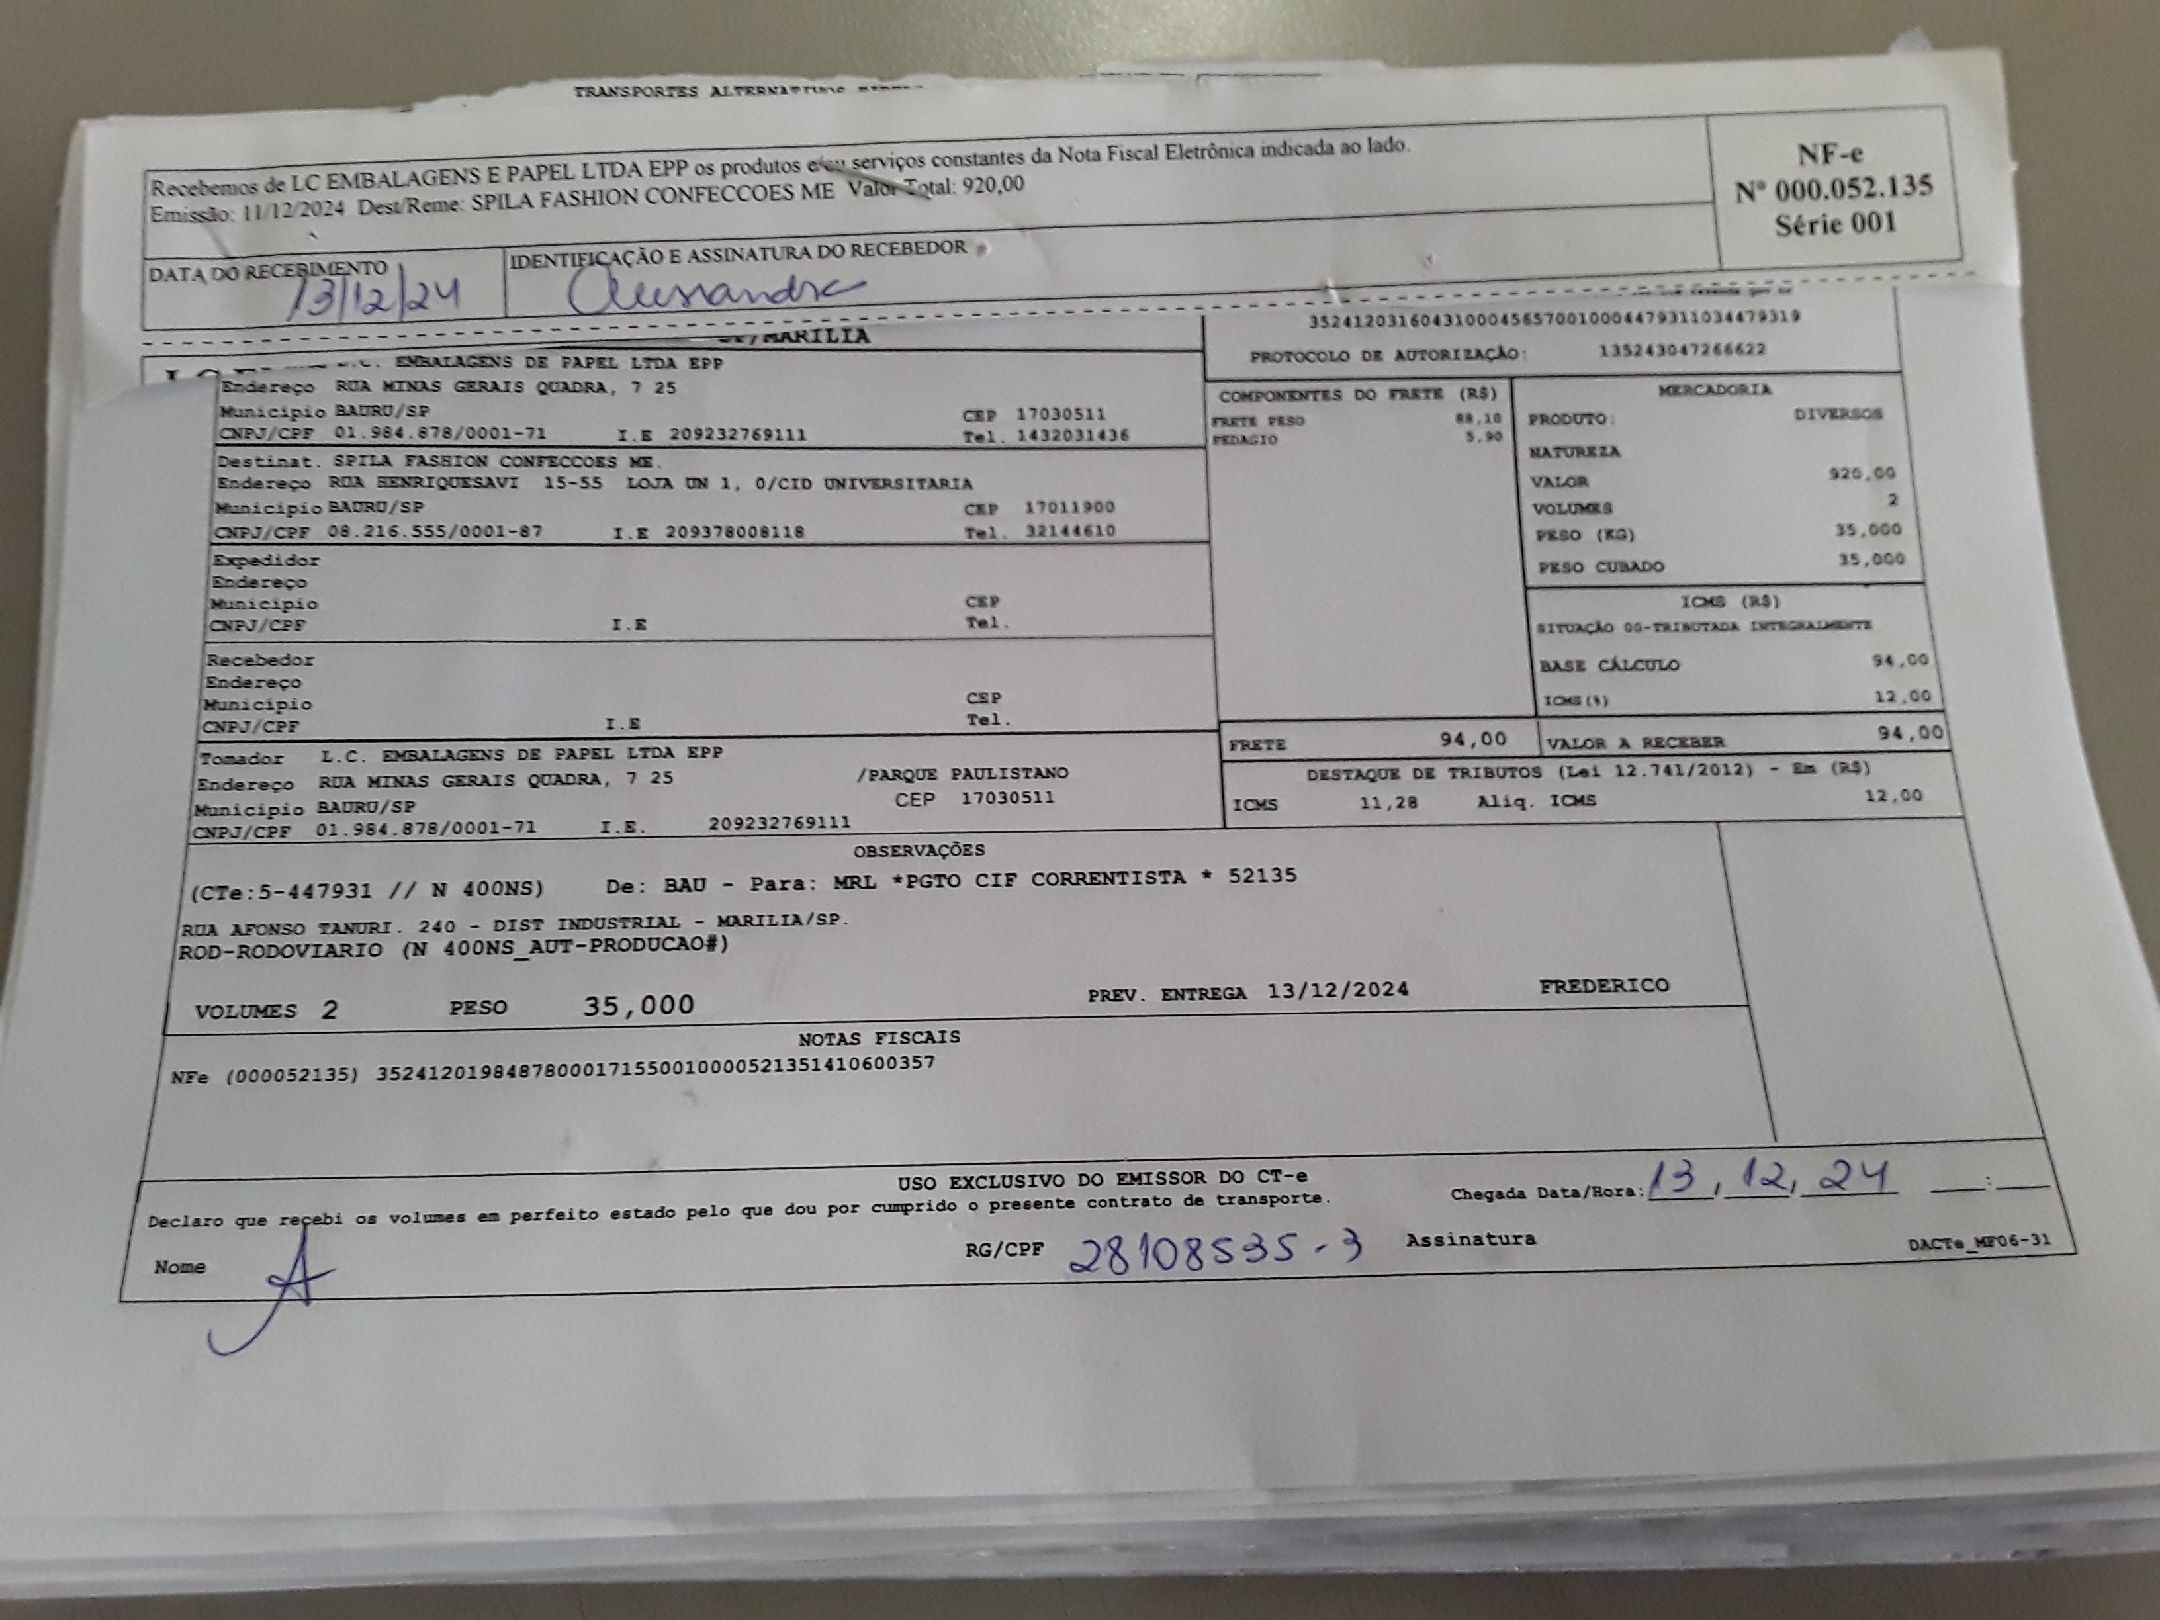 TRANSPORTES
Recebemos de LC EMBALAGENS E PAPEL LTDA EPP os produtos e/ou serviços constantes da Nota Fiscal Eletrônica indicada ao lado.
Emissão: 11/12/2024 Dest/Reme: SPILA FASHION CONFECCOES ME Valor Total: 920,00
NF-e
Nº 000.052.135
Série 001
DATA DO RECEBIMENTO
13/12/24
IDENTIFICAÇÃO E ASSINATURA DO RECEBEDOR
Alessandra
/MARILIA
35241203160431000456570010004479311034479319
PROTOCOLO DE AUTORIZAÇÃO: 135243047266622
L.C. EMBALAGENS DE PAPEL LTDA EPP
Endereço RUA MINAS GERAIS QUADRA, 7 25
Município BAURU/SP CEP 17030511
CNPJ/CPF 01.984.878/0001-71 I.E 209232769111 Tel. 1432031436
Destinat. SPILA FASHION CONFECCOES ME.
Endereço RUA HENRIQUESAVI 15-55 LOJA UN 1, 0/CID UNIVERSITARIA
Município BAURU/SP CEP 17011900
CNPJ/CPF 08.216.555/0001-87 I.E 209378008118 Tel. 32144610
Expedidor
Endereço
Município CEP
CNPJ/CPF I.E Tel.
Recebedor
Endereço
Município CEP
CNPJ/CPF I.E Tel.
Tomador L.C. EMBALAGENS DE PAPEL LTDA EPP
Endereço RUA MINAS GERAIS QUADRA, 7 25 /PARQUE PAULISTANO
Município BAURU/SP CEP 17030511
CNPJ/CPF 01.984.878/0001-71 I.E. 209232769111
COMPONENTES DO FRETE (R$)
FRETE PESO 88,10
PEDAGIO 5,90
MERCADORIA
PRODUTO: DIVERSOS
NATUREZA
VALOR 920,00
VOLUMES 2
PESO (KG) 35,000
PESO CUBADO 35,000
ICMS (R$)
SITUAÇÃO 00-TRIBUTADA INTEGRALMENTE
BASE CÁLCULO 94,00
ICMS(%) 12,00
FRETE 94,00 VALOR A RECEBER 94,00
DESTAQUE DE TRIBUTOS (Lei 12.741/2012) - Em (R$)
ICMS 11,28 Aliq. ICMS 12,00
OBSERVAÇÕES
(CTe:5-447931 // N 400NS) De: BAU - Para: MRL *PGTO CIF CORRENTISTA * 52135
RUA AFONSO TANURI. 240 - DIST INDUSTRIAL - MARILIA/SP.
ROD-RODOVIARIO (N 400NS_AUT-PRODUCAO#)
VOLUMES 2 PESO 35,000 PREV. ENTREGA 13/12/2024 FREDERICO
NOTAS FISCAIS
NFe (000052135) 35241201984878000171550010000521351410600357
USO EXCLUSIVO DO EMISSOR DO CT-e
Declaro que recebi os volumes em perfeito estado pelo que dou por cumprido o presente contrato de transporte.
Chegada Data/Hora: 13, 12, 24 :
Nome A RG/CPF 28108535-3 Assinatura
DACTe_MF06-31